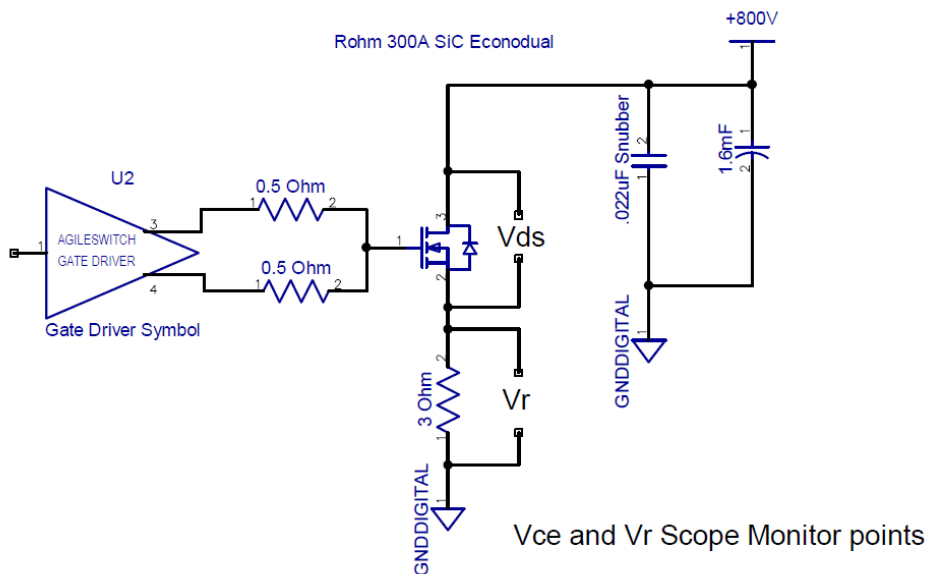 +800V
1
Rohm 300A SiC Econodual
2
.022uF Snubber
1
1
1.6mF
2
U2
0.5 Ohm
1
2
3
1
AGILESWITCH
GATE DRIVER
4
0.5 Ohm
1
2
Gate Driver Symbol
3
1
2
Vds
1
GNDDIGITAL
2
3 Ohm
1
Vr
1
GNDDIGITAL
Vce and Vr Scope Monitor points